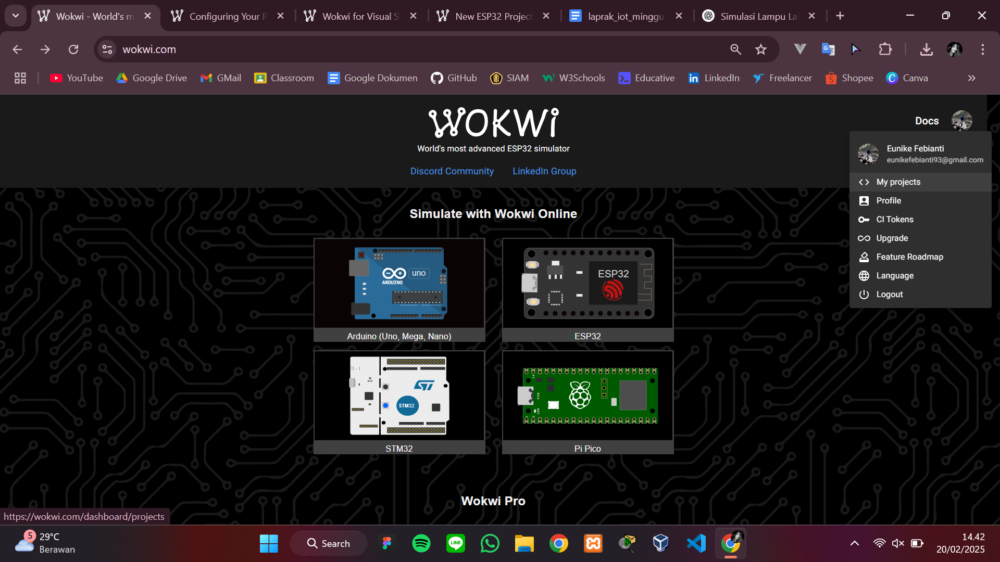 Wokwi - World's m
Configuring Your P
Wokwi for Visual S
New ESP32 Project
laprak_iot_minggu
Simulasi Lampu La
wokwi.com
YouTube
Google Drive
GMail
Classroom
Google Dokumen
GitHub
SIAM
W3Schools
Educative
LinkedIn
Freelancer
Shopee
Canva
WOKWi
Docs
World's most advanced ESP32 simulator
Discord Community
LinkedIn Group
Eunike Febianti
eunikefebianti93@gmail.com
My projects
Profile
CI Tokens
Upgrade
Feature Roadmap
Language
Logout
Simulate with Wokwi Online
uno
ARDUINO
ESP32
Arduino (Uno, Mega, Nano)
ESP32
STM32
STM32
Pi Pico
Wokwi Pro
https://wokwi.com/dashboard/projects
5
29°C
Berawan
Search
LINE
14.42
20/02/2025